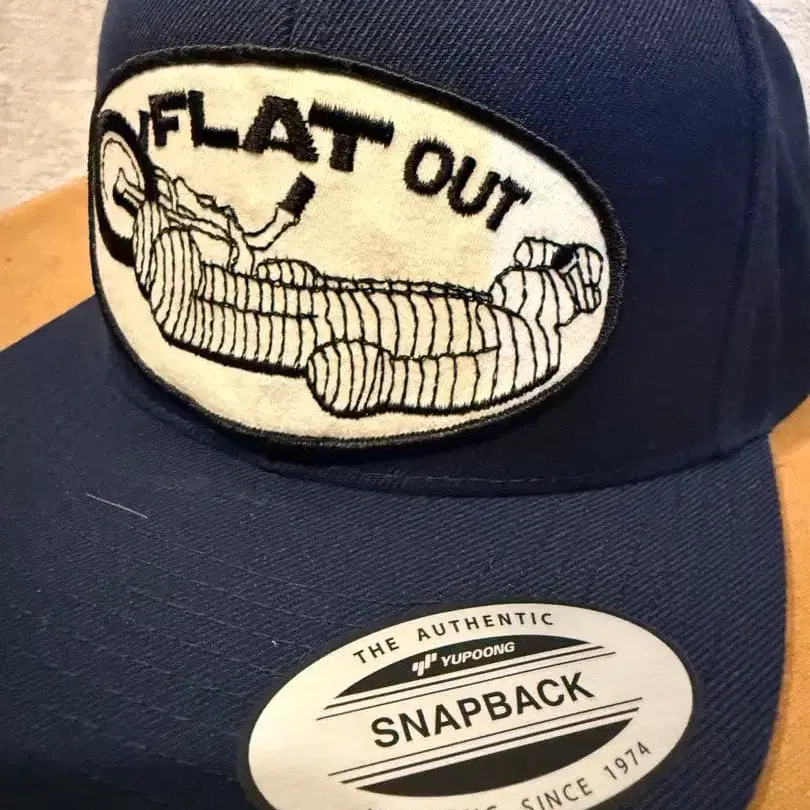 FLAT OUT
THE AUTHENTIC
YUPOONG
SNAPBACK
SINCE 1974